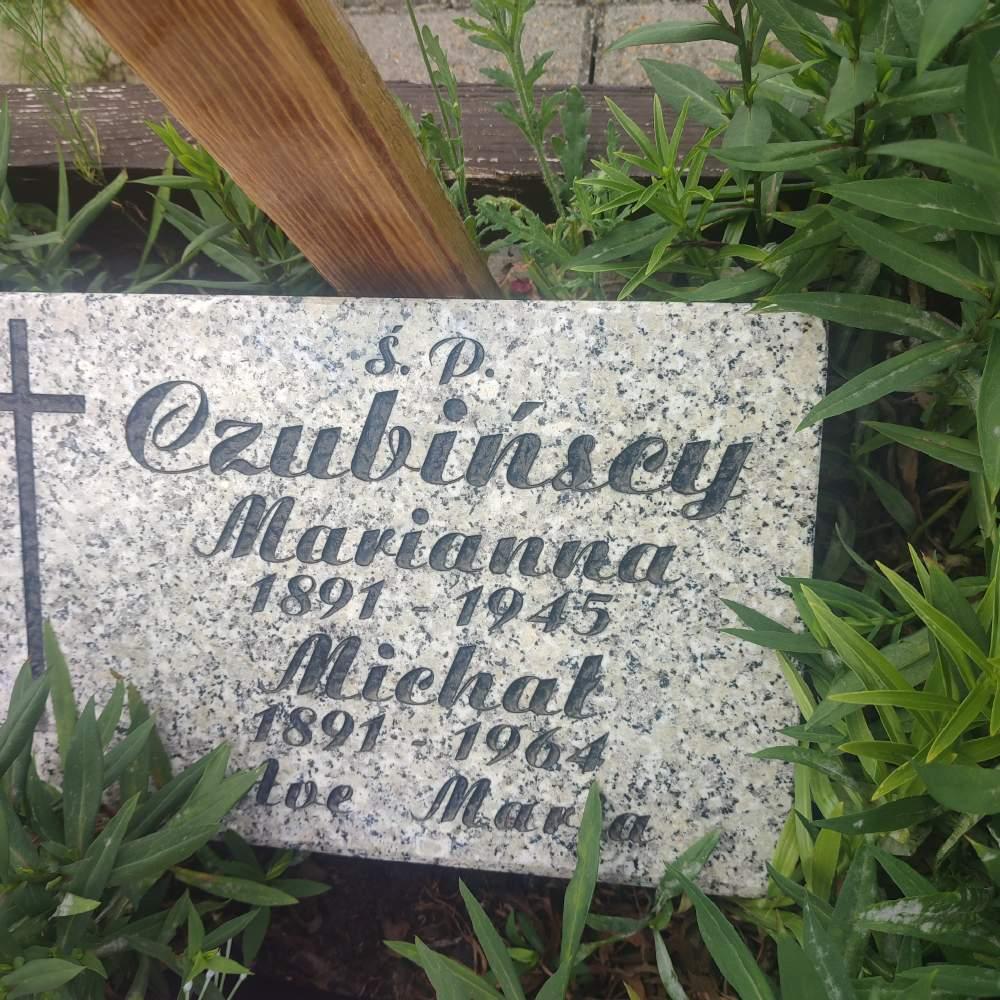 ś. p.
Czubińscy
Marianna
1891 - 1945
Michał
1891 - 1964
Ave Maria